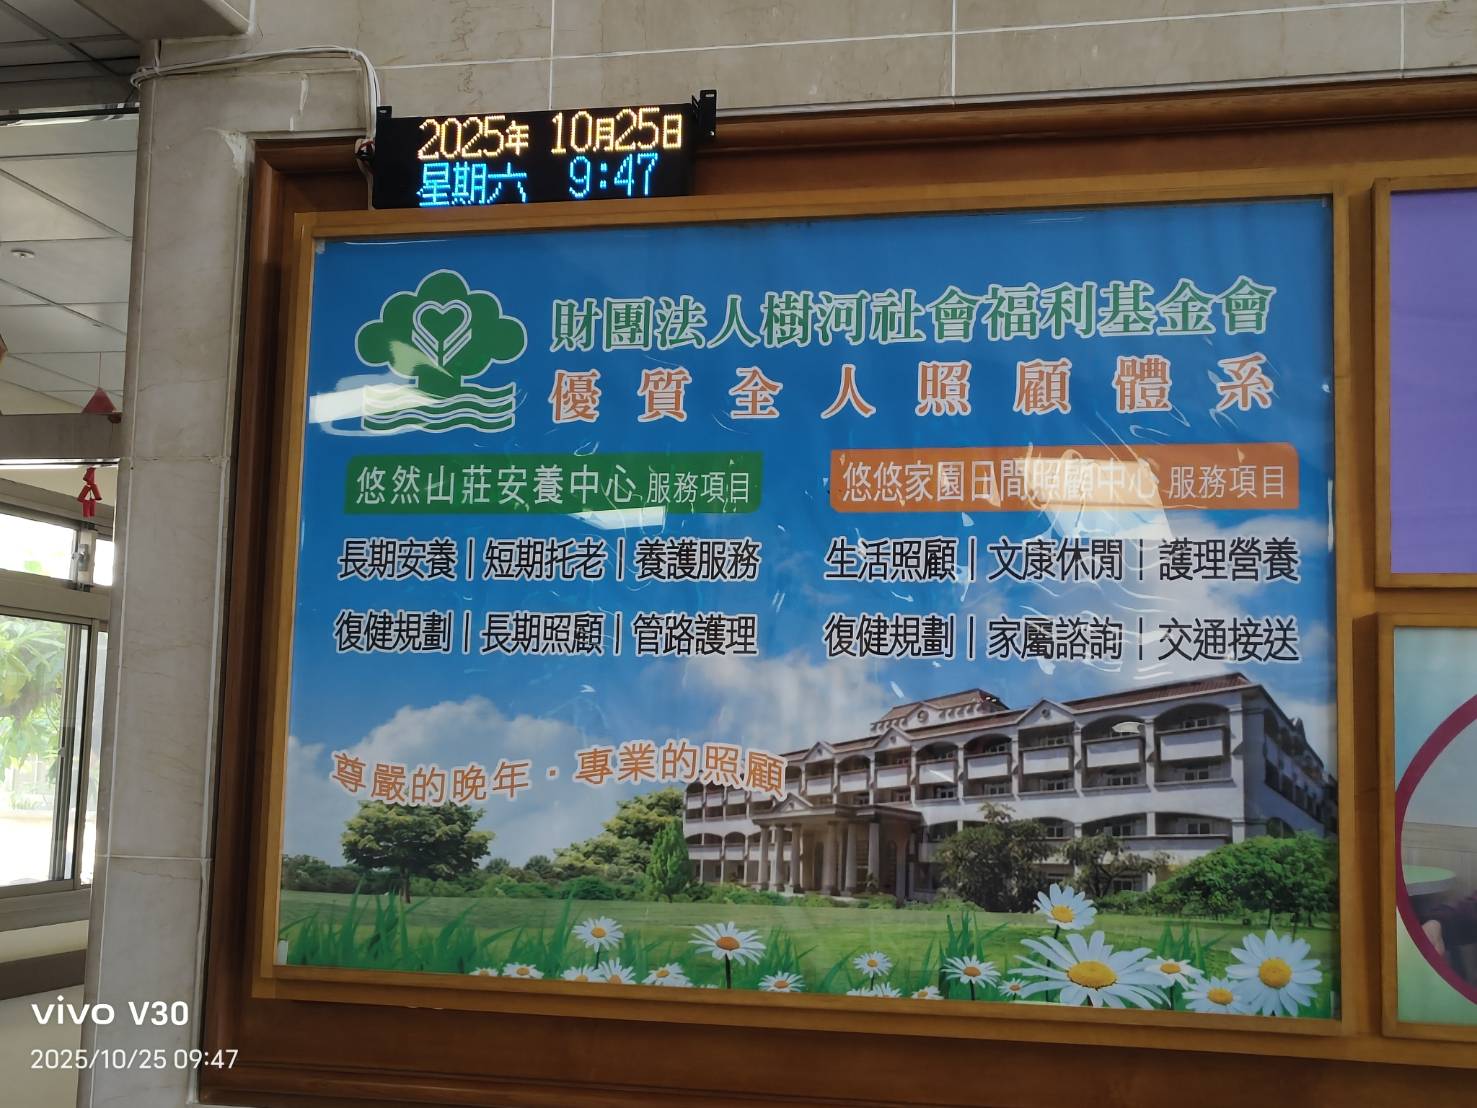 2025年 10月25日
星期六 9:47
財團法人樹河社會福利基金會
優質全人照顧體系
悠然山莊安養中心 服務項目
長期安養|短期托老|養護服務
復健規劃|長期照顧|管路護理
悠悠家園日間照顧中心 服務項目
生活照顧|文康休閒|護理營養
復健規劃|家屬諮詢|交通接送
尊嚴的晚年·專業的照顧
vivo V30
2025/10/25 09:47